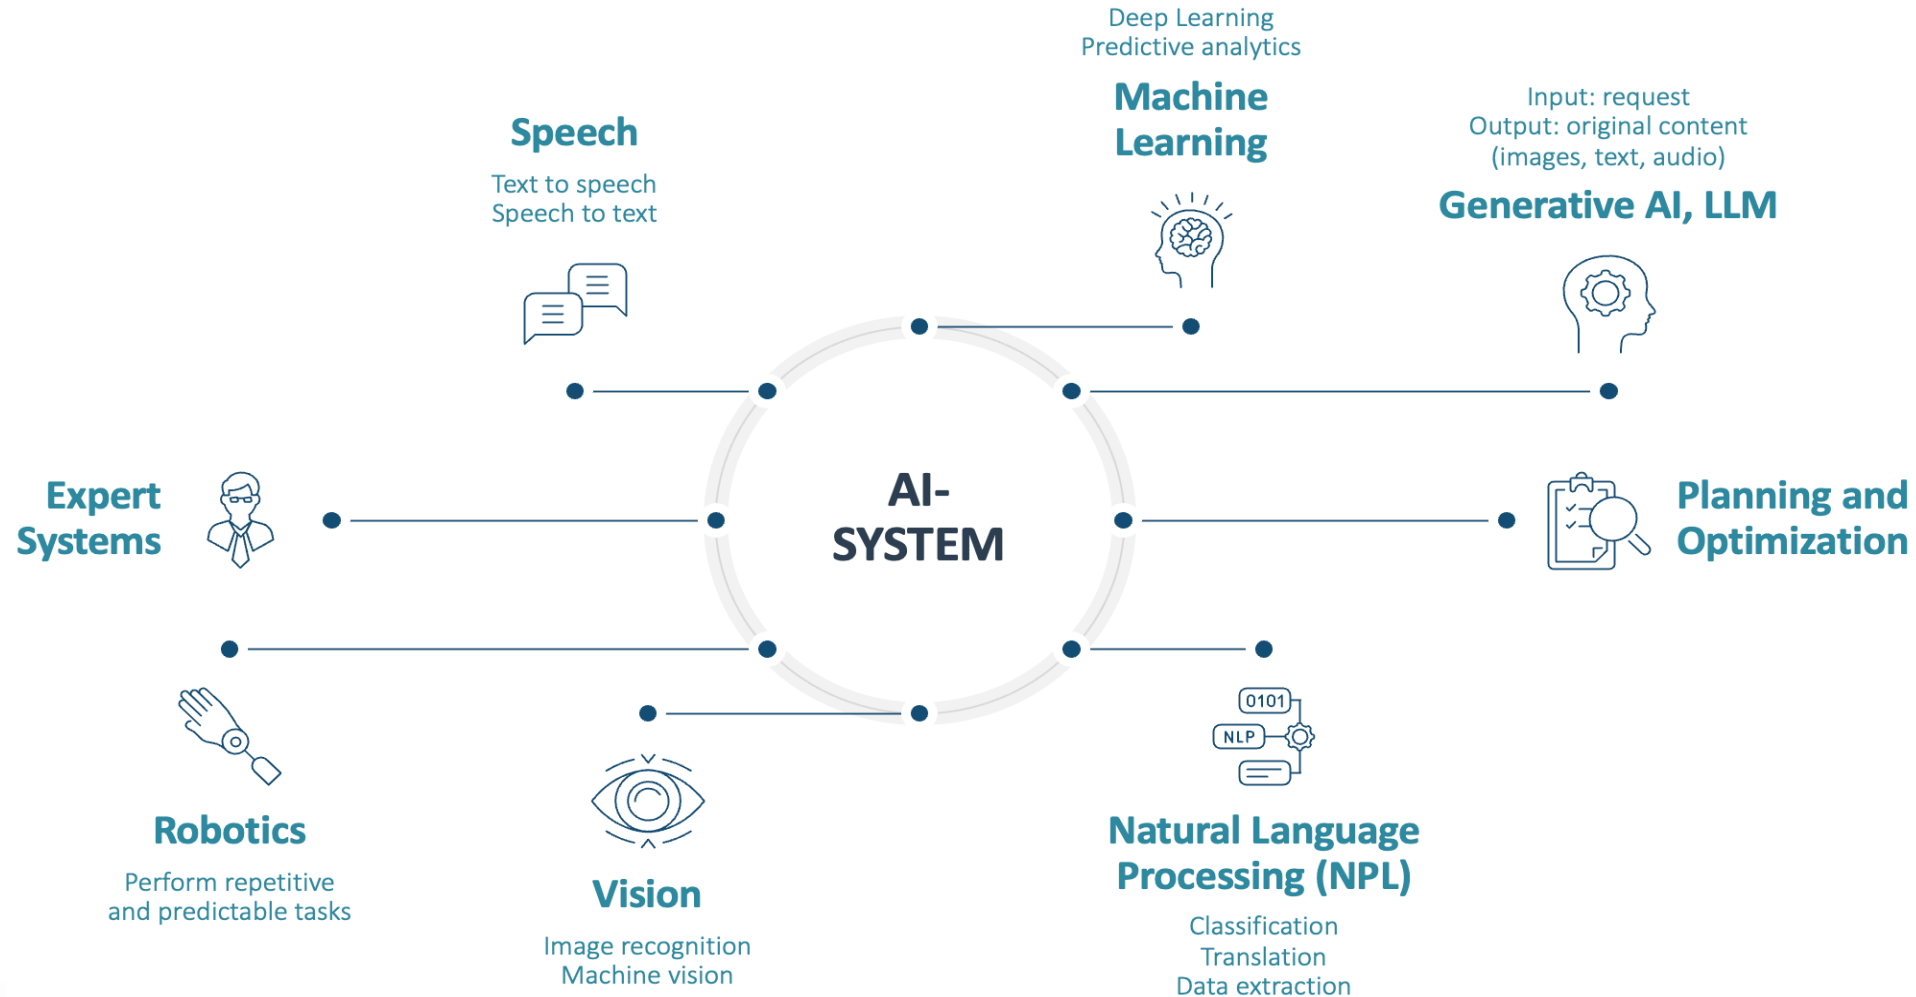 Deep Learning
Predictive analytics
Machine
Learning
Input: request
Output: original content
(images, text, audio)
Generative AI, LLM
Speech
Text to speech
Speech to text
AI-
SYSTEM
Expert
Systems
Planning and
Optimization
0101
NLP
Robotics
Perform repetitive
and predictable tasks
Vision
Image recognition
Machine vision
Natural Language
Processing (NPL)
Classification
Translation
Data extraction